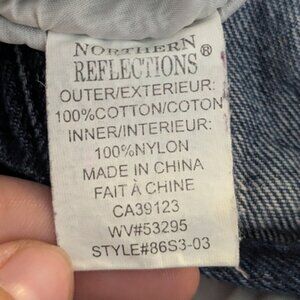 NORTHERN
REFLECTIONS®
OUTER/EXTERIEUR:
100%COTTON/COTON
INNER/INTERIEUR:
100%NYLON
MADE IN CHINA
FAIT À CHINE
CA39123
WV#53295
STYLE#86S3-03